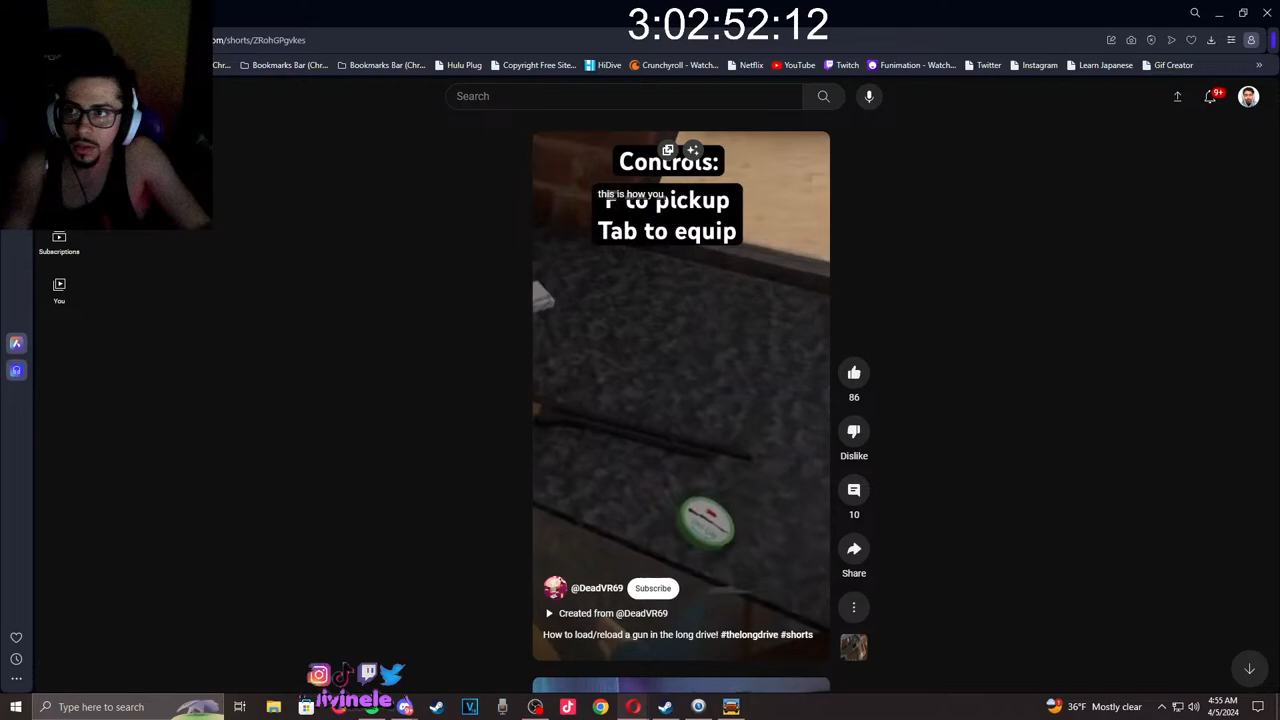 3:02:52:12
om/shorts/ZRohGPgvkes
Chr...
Bookmarks Bar (Chr...
Bookmarks Bar (Chr...
Hulu Plug
Copyright Free Site...
HiDive
Crunchyroll - Watch...
Netflix
YouTube
Twitch
Funimation - Watch...
Twitter
Instagram
Learn Japanese
Gif Creator
Search
9+
Controls:
this is how you
F to pickup
Tab to equip
Subscriptions
You
86
Dislike
10
Share
@DeadVR69
Subscribe
Created from @DeadVR69
How to load/reload a gun in the long drive! #thelongdrive #shorts
jivinele
Type here to search
36°F Mostly clear
4:55 AM
4/5/2024